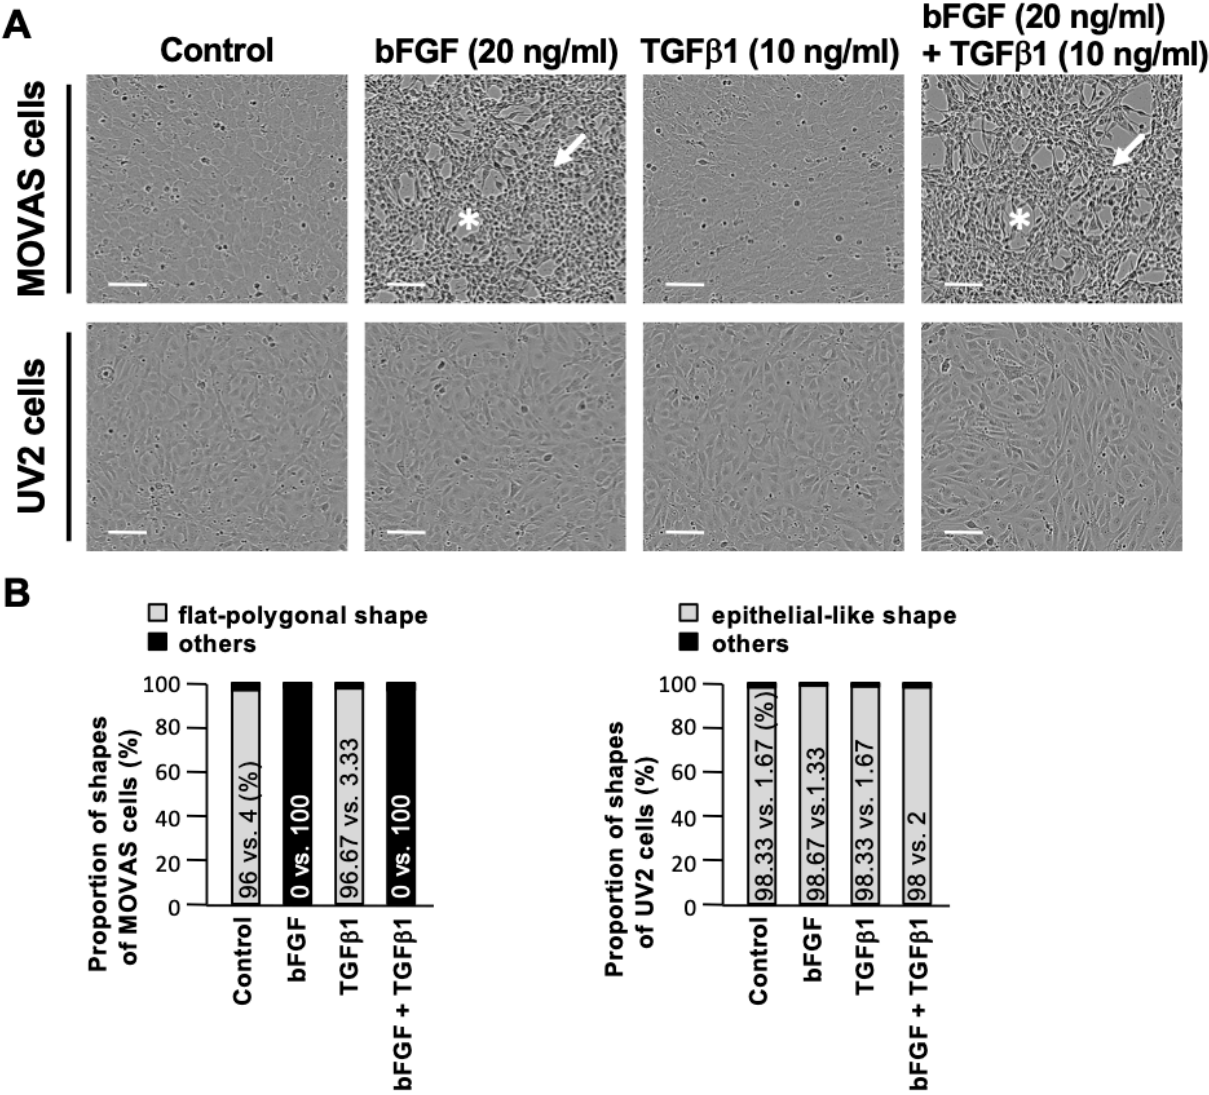 A
Control
bFGF (20 ng/ml)
TGFβ1 (10 ng/ml)
bFGF (20 ng/ml)
+ TGFβ1 (10 ng/ml)
MOVAS cells
*
*
UV2 cells
B
flat-polygonal shape
others
Proportion of shapes
of MOVAS cells (%)
100
80
60
40
20
0
96 vs. 4 (%)
0 vs. 100
96.67 vs. 3.33
0 vs. 100
Control
bFGF
TGFβ1
bFGF + TGFβ1
epithelial-like shape
others
Proportion of shapes
of UV2 cells (%)
100
80
60
40
20
0
98.33 vs. 1.67 (%)
98.67 vs.1.33
98.33 vs. 1.67
98 vs. 2
Control
bFGF
TGFβ1
bFGF + TGFβ1